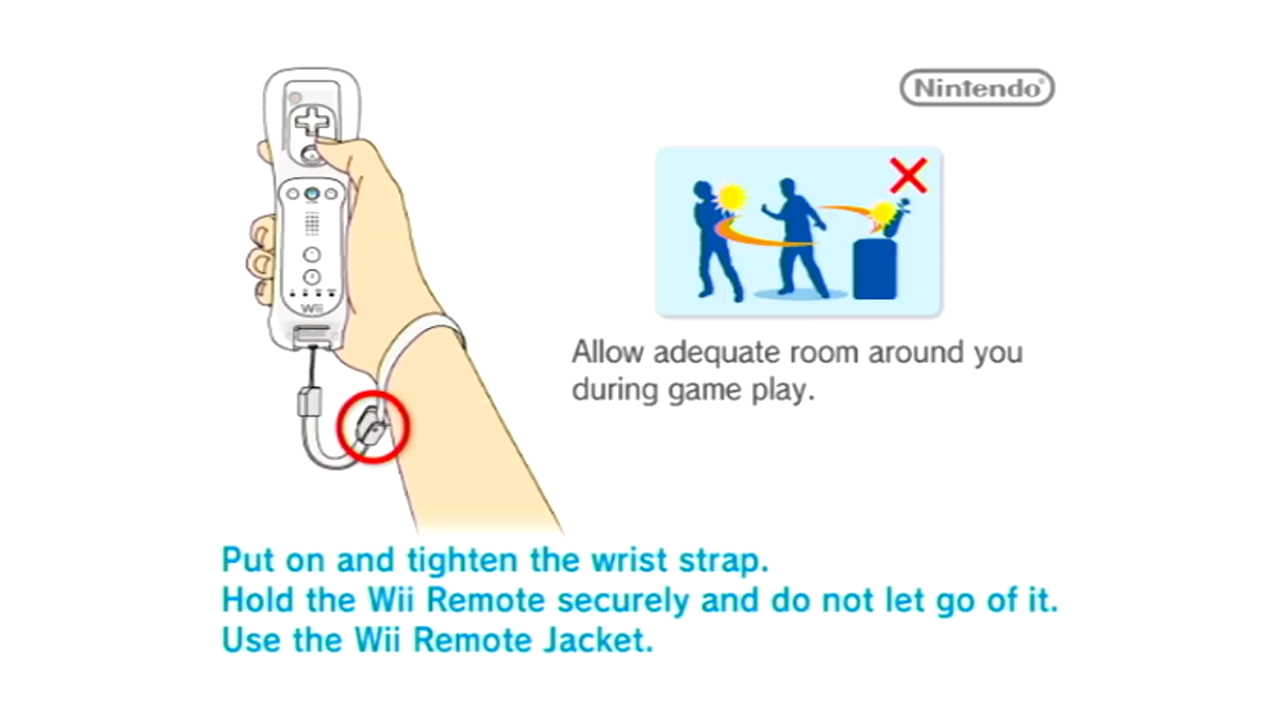 Nintendo®
Wii
Allow adequate room around you
during game play.
Put on and tighten the wrist strap.
Hold the Wii Remote securely and do not let go of it.
Use the Wii Remote Jacket.